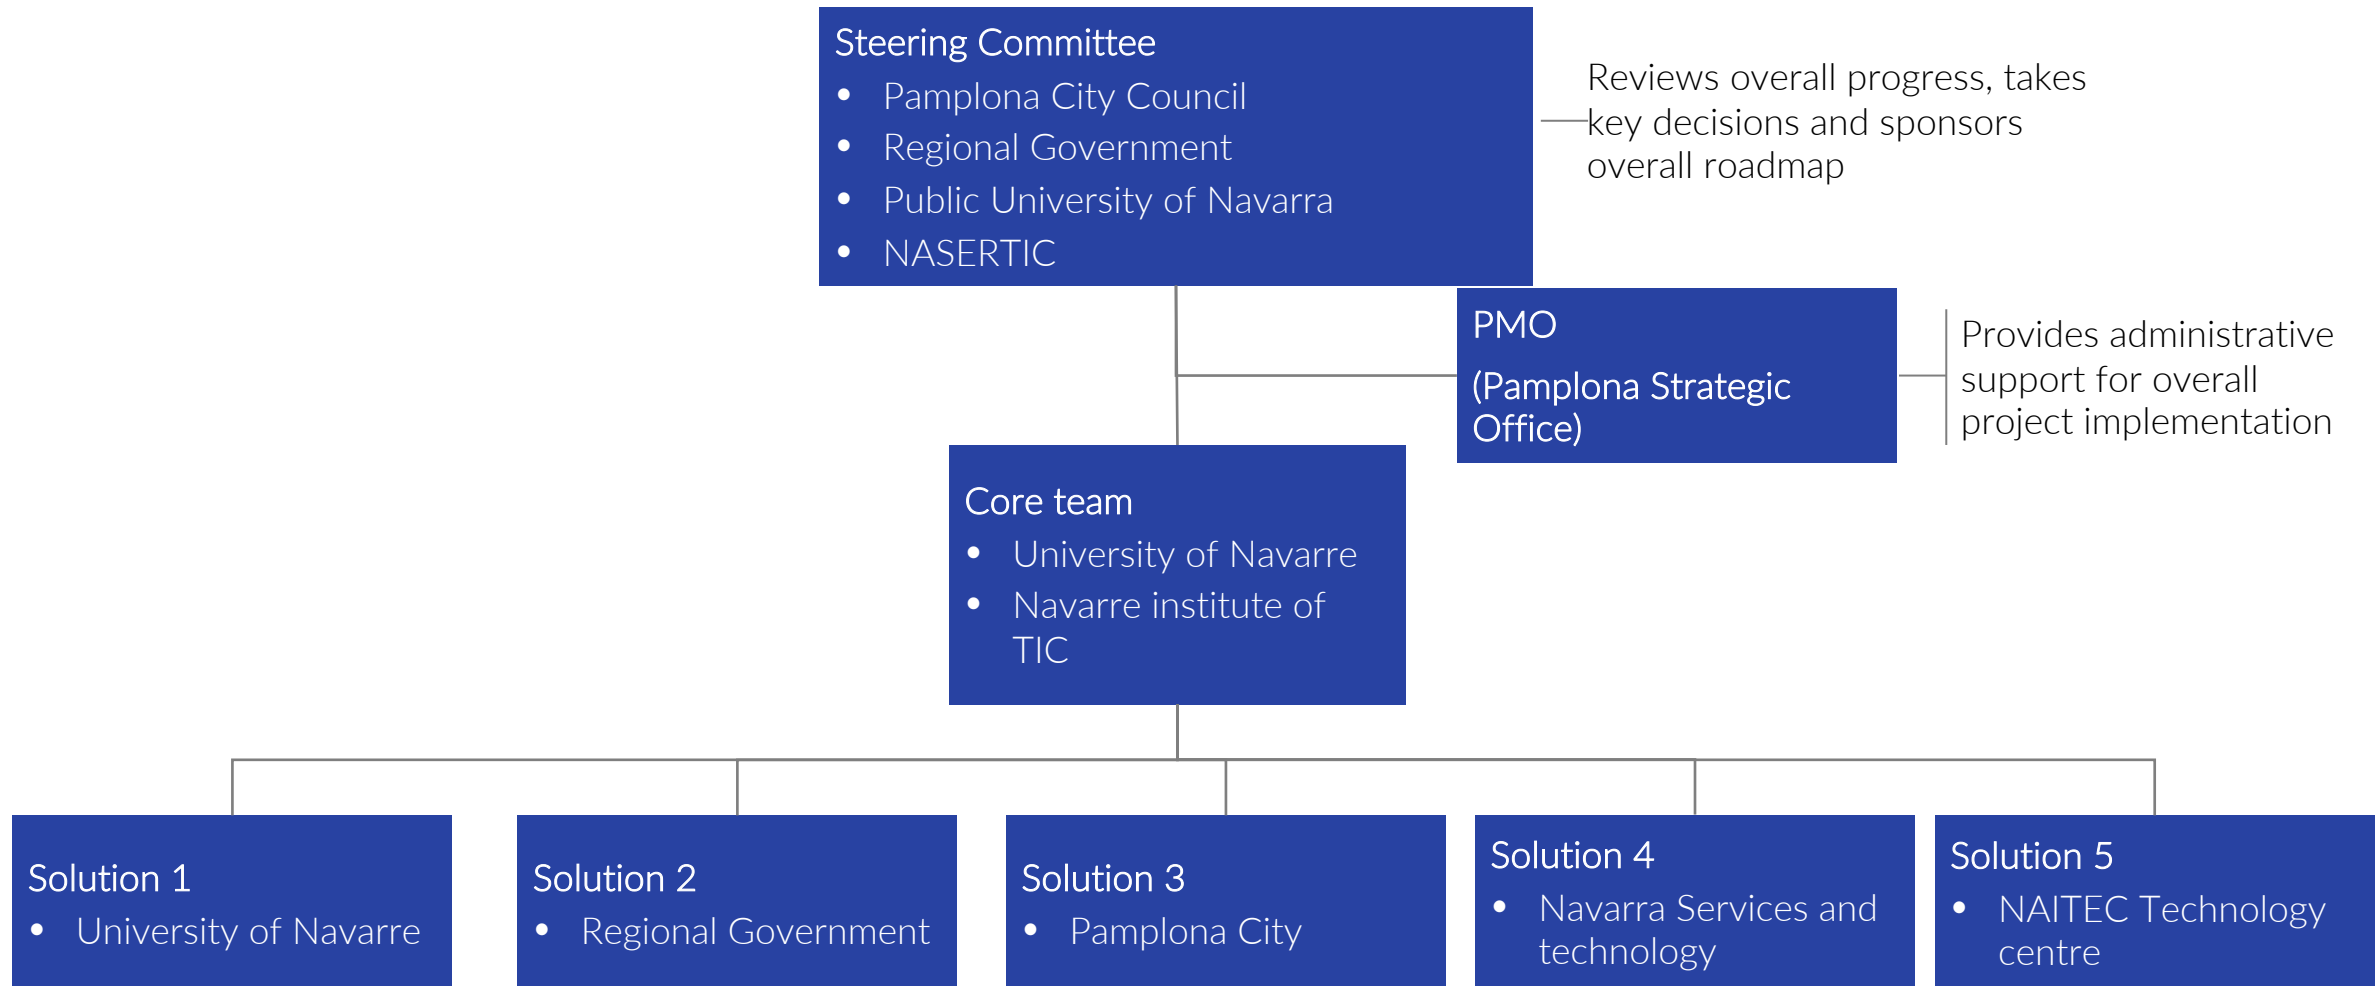 Steering Committee
• Pamplona City Council
• Regional Government
• Public University of Navarra
• NASERTIC
Reviews overall progress, takes
key decisions and sponsors
overall roadmap
PMO
(Pamplona Strategic
Office)
Provides administrative
support for overall
project implementation
Core team
• University of Navarre
• Navarre institute of
TIC
Solution 1
• University of Navarre
Solution 2
• Regional Government
Solution 3
• Pamplona City
Solution 4
• Navarra Services and
technology
Solution 5
• NAITEC Technology
centre